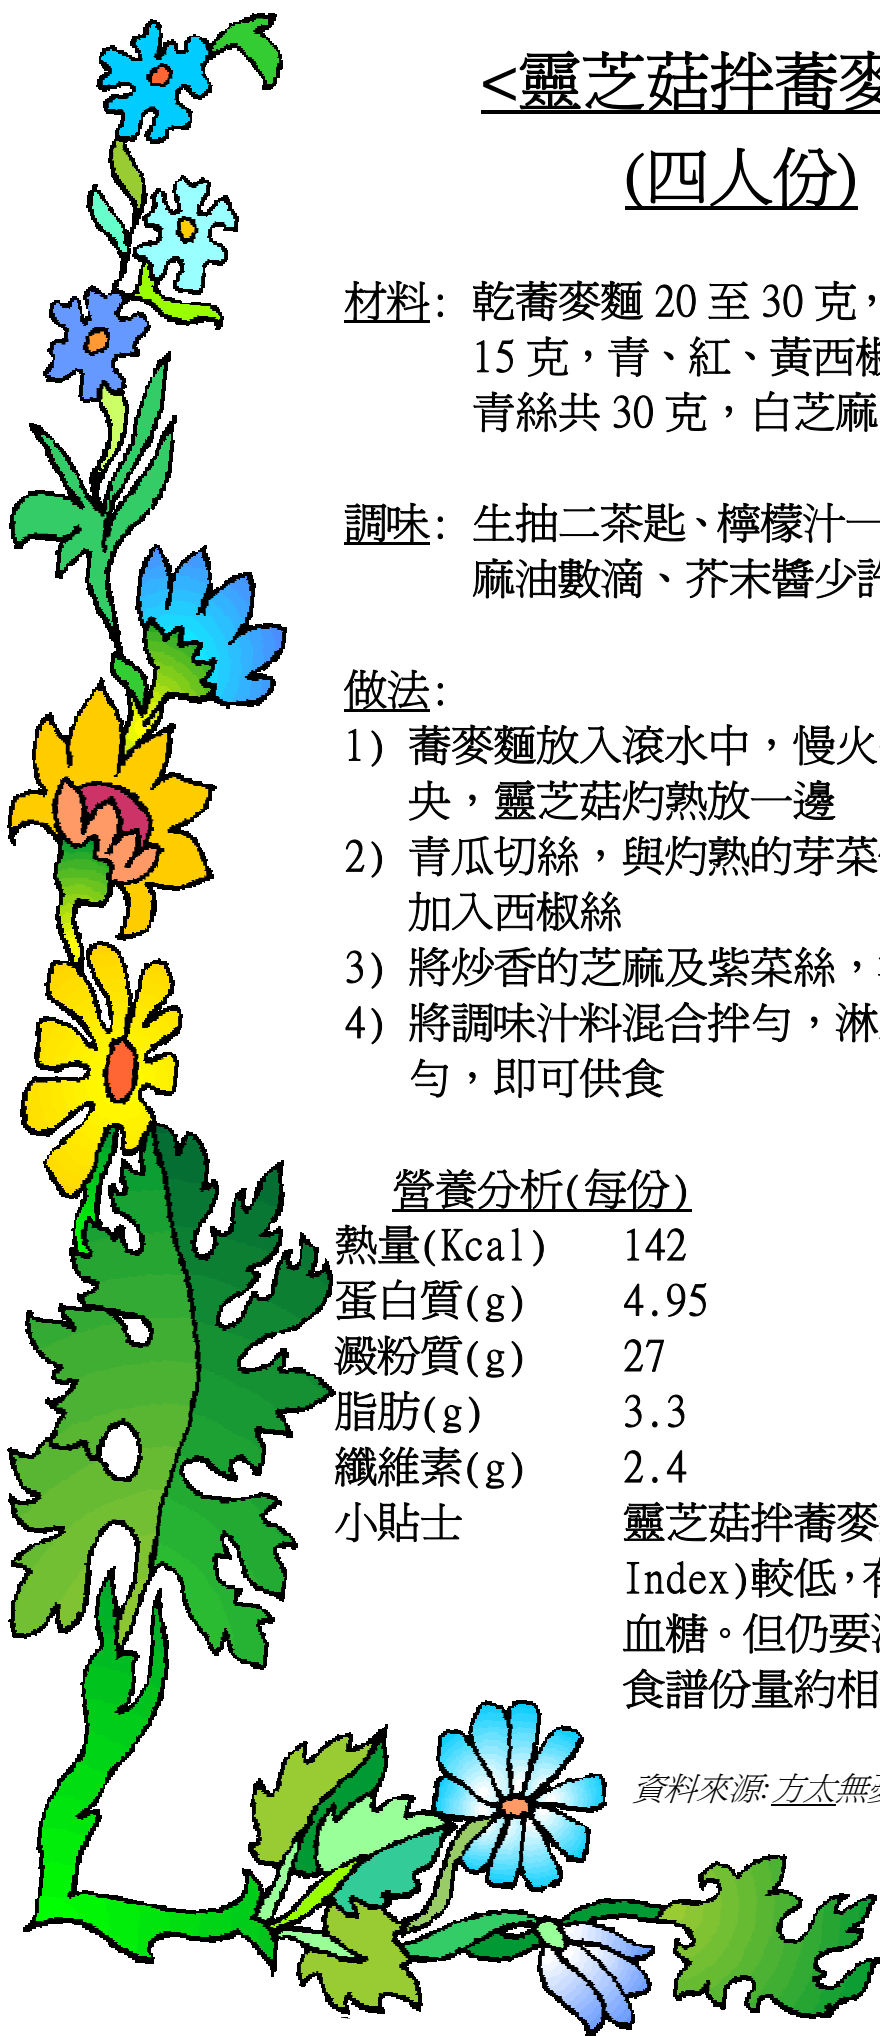 <靈芝菇拌蕎麥
(四人份)
材料: 乾蕎麥麵 20 至 30 克，
15 克，青、紅、黃西椒
青絲共 30 克，白芝麻
調味: 生抽二茶匙、檸檬汁一
麻油數滴、芥末醬少許
做法:
1) 蕎麥麵放入滾水中，慢火
央，靈芝菇灼熟放一邊
2) 青瓜切絲，與灼熟的芽菜
加入西椒絲
3) 將炒香的芝麻及紫菜絲，
4) 將調味汁料混合拌勻，淋
勻，即可供食
營養分析(每份)
熱量(Kcal) 142
蛋白質(g) 4.95
澱粉質(g) 27
脂肪(g) 3.3
纖維素(g) 2.4
小貼士 靈芝菇拌蕎麥
Index)較低，有
血糖。但仍要
食譜份量約相
資料來源:方太無